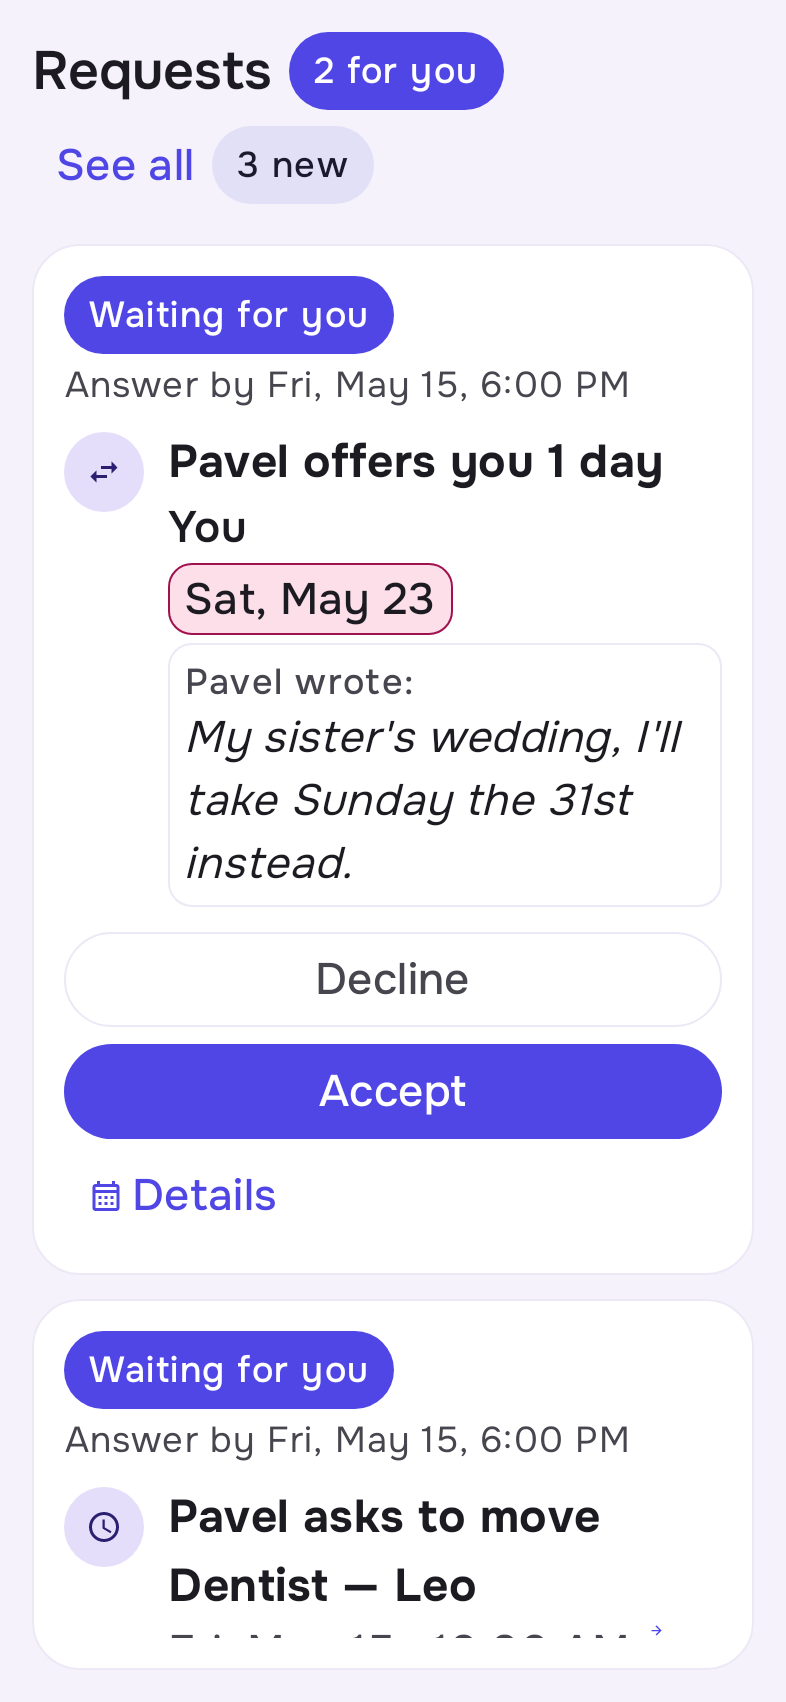 Requests 2 for you
See all 3 new
Waiting for you
Answer by Fri, May 15, 6:00 PM
Pavel offers you 1 day
You
Sat, May 23
Pavel wrote:
My sister's wedding, I'll
take Sunday the 31st
instead.
Decline
Accept
Details
Waiting for you
Answer by Fri, May 15, 6:00 PM
Pavel asks to move
Dentist — Leo